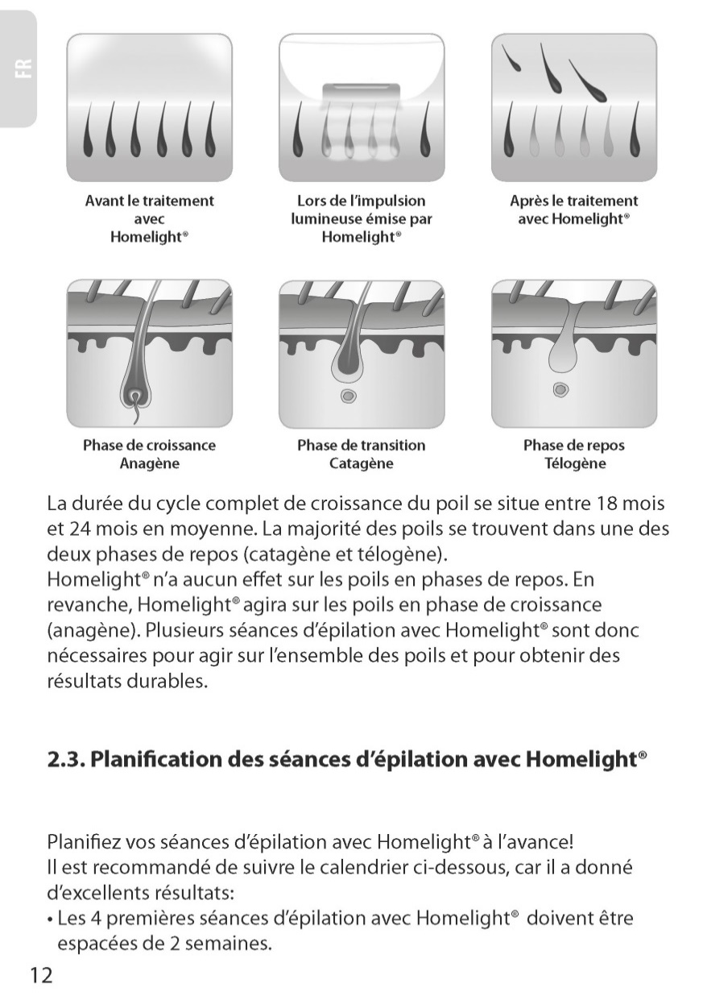 FR
Avant le traitement
avec
Homelight®
Lors de l’impulsion
lumineuse émise par
Homelight®
Après le traitement
avec Homelight®
Phase de croissance
Anagène
Phase de transition
Catagène
Phase de repos
Télogène
La durée du cycle complet de croissance du poil se situe entre 18 mois
et 24 mois en moyenne. La majorité des poils se trouvent dans une des
deux phases de repos (catagène et télogène).
Homelight® n’a aucun effet sur les poils en phases de repos. En
revanche, Homelight® agira sur les poils en phase de croissance
(anagène). Plusieurs séances d’épilation avec Homelight® sont donc
nécessaires pour agir sur l’ensemble des poils et pour obtenir des
résultats durables.
2.3. Planification des séances d’épilation avec Homelight®
Planifiez vos séances d’épilation avec Homelight® à l’avance!
Il est recommandé de suivre le calendrier ci-dessous, car il a donné
d’excellents résultats:
• Les 4 premières séances d’épilation avec Homelight® doivent être
espacées de 2 semaines.
12